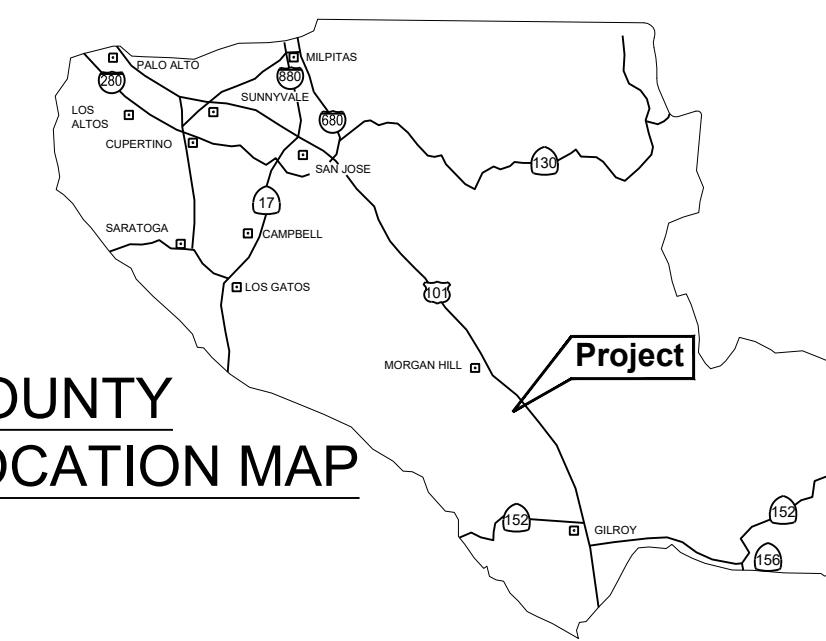 MILPITAS
PALO ALTO
280
880
SUNNYVALE
LOS
ALTOS
680
CUPERTINO
130
SAN JOSE
17
SARATOGA
CAMPBELL
LOS GATOS
101
Project
MORGAN HILL
OUNTY
OCATION MAP
152
152
GILROY
156